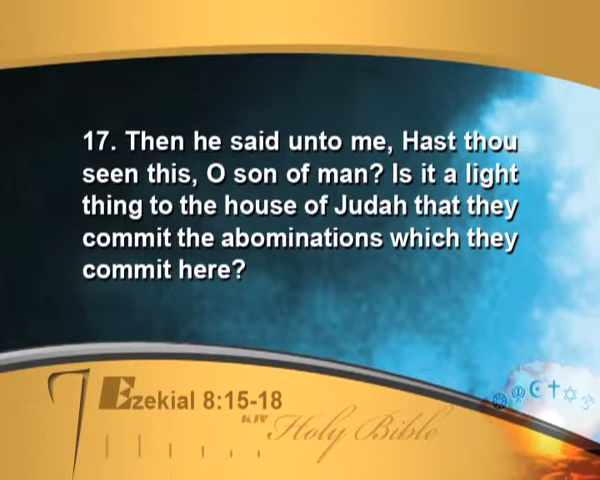 17. Then he said unto me, Hast thou
seen this, O son of man? Is it a light
thing to the house of Judah that they
commit the abominations which they
commit here?
Ezekial 8:15-18
KJV
Holy Bible